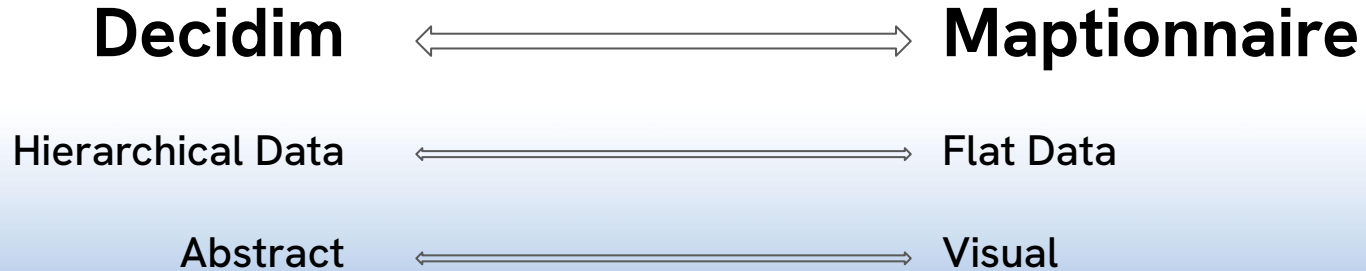 Decidim Maptionnaire
Hierarchical Data Flat Data
Abstract Visual